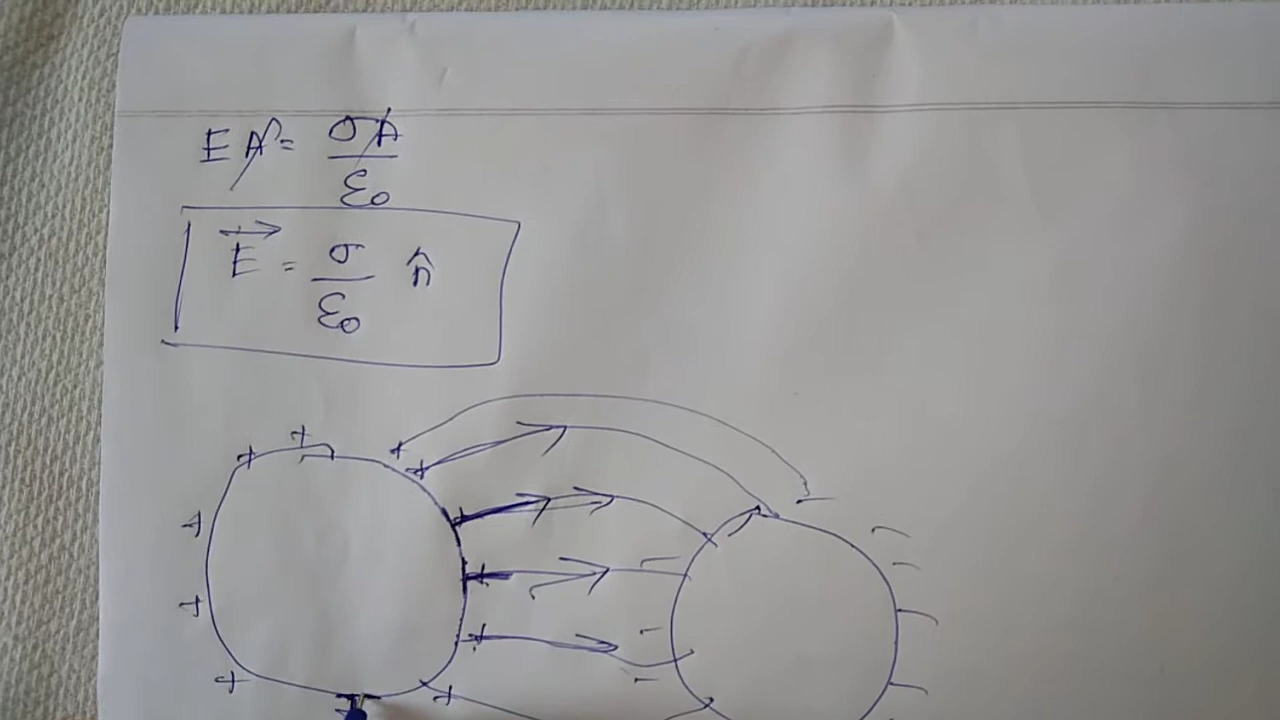 EA = σA / ε₀
E⃗ = σ / ε₀ n̂
+ + + + + + + + + + + + +
− − − − − − − −